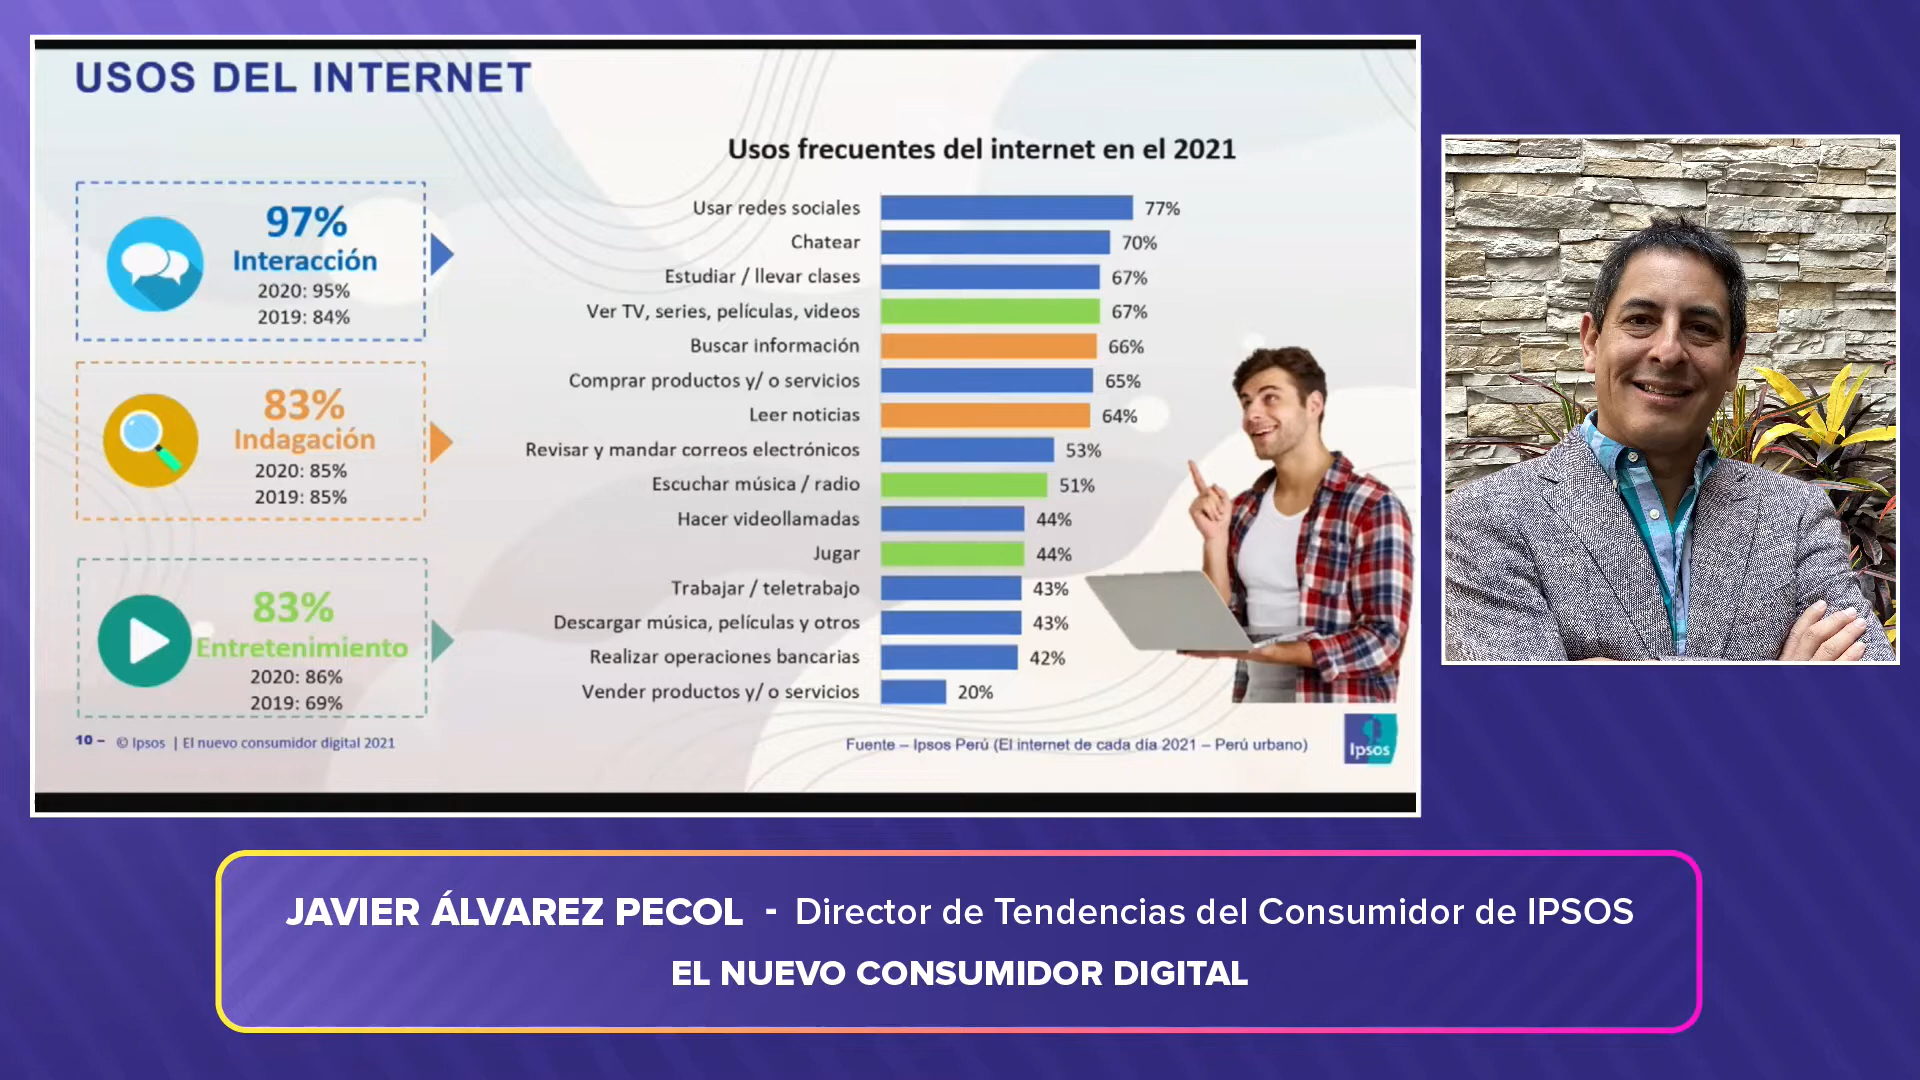 USOS DEL INTERNET
97%
Interacción
2020: 95%
2019: 84%
83%
Indagación
2020: 85%
2019: 85%
83%
Entretenimiento
2020: 86%
2019: 69%
Usos frecuentes del internet en el 2021
Usar redes sociales 77%
Chatear 70%
Estudiar / llevar clases 67%
Ver TV, series, películas, videos 67%
Buscar información 66%
Comprar productos y/ o servicios 65%
Leer noticias 64%
Revisar y mandar correos electrónicos 53%
Escuchar música / radio 51%
Hacer videollamadas 44%
Jugar 44%
Trabajar / teletrabajo 43%
Descargar música, películas y otros 43%
Realizar operaciones bancarias 42%
Vender productos y/ o servicios 20%
10 – © Ipsos | El nuevo consumidor digital 2021
Fuente – Ipsos Perú (El internet de cada día 2021 – Perú urbano)
Ipsos
JAVIER ÁLVAREZ PECOL - Director de Tendencias del Consumidor de IPSOS
EL NUEVO CONSUMIDOR DIGITAL